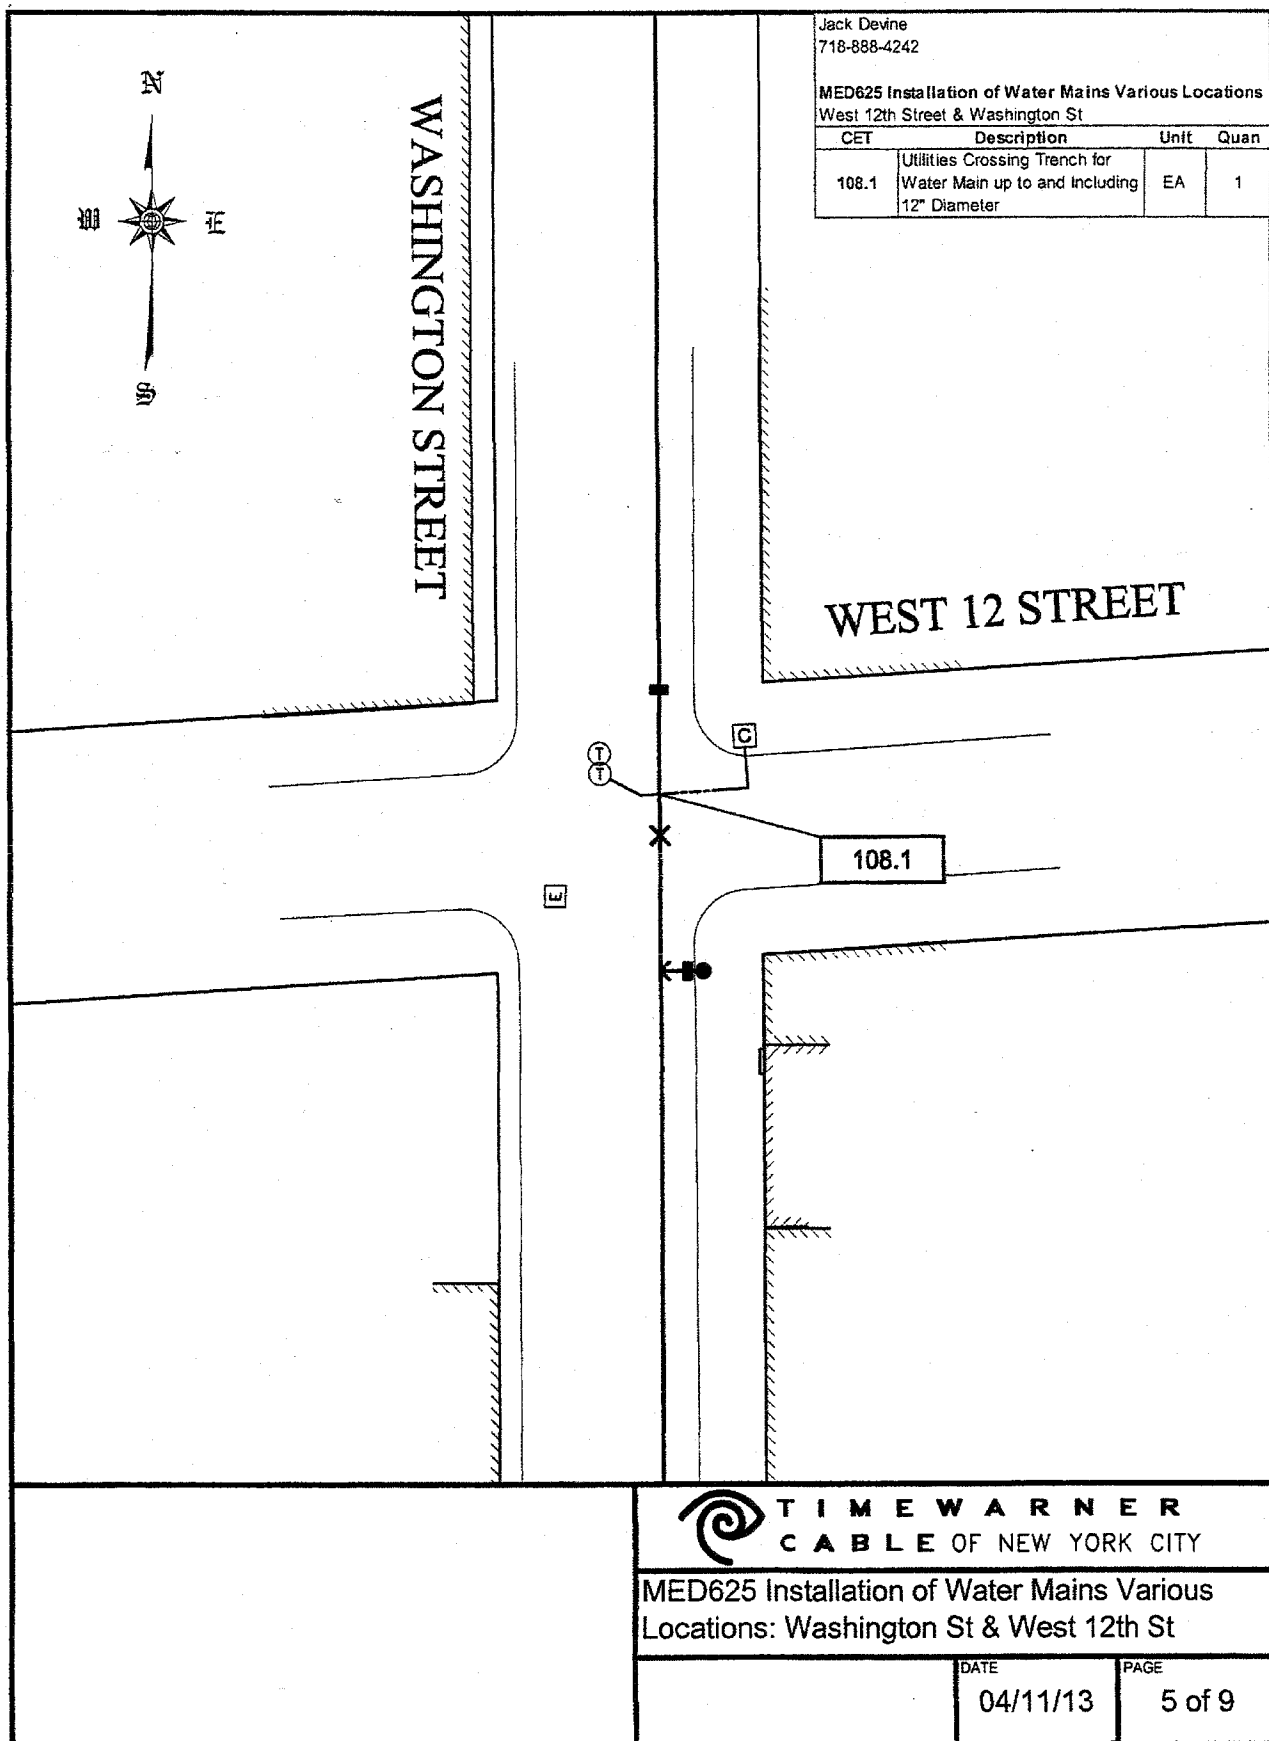 Jack Devine
718-888-4242
MED625 Installation of Water Mains Various Locations
West 12th Street & Washington St
CET Description Unit Quan
108.1 Utilities Crossing Trench for Water Main up to and Including 12" Diameter EA 1
N
W E
S
WASHINGTON STREET
WEST 12 STREET
C
T
T
108.1
E
TIMEWARNER
CABLE OF NEW YORK CITY
MED625 Installation of Water Mains Various
Locations: Washington St & West 12th St
DATE PAGE
04/11/13 5 of 9